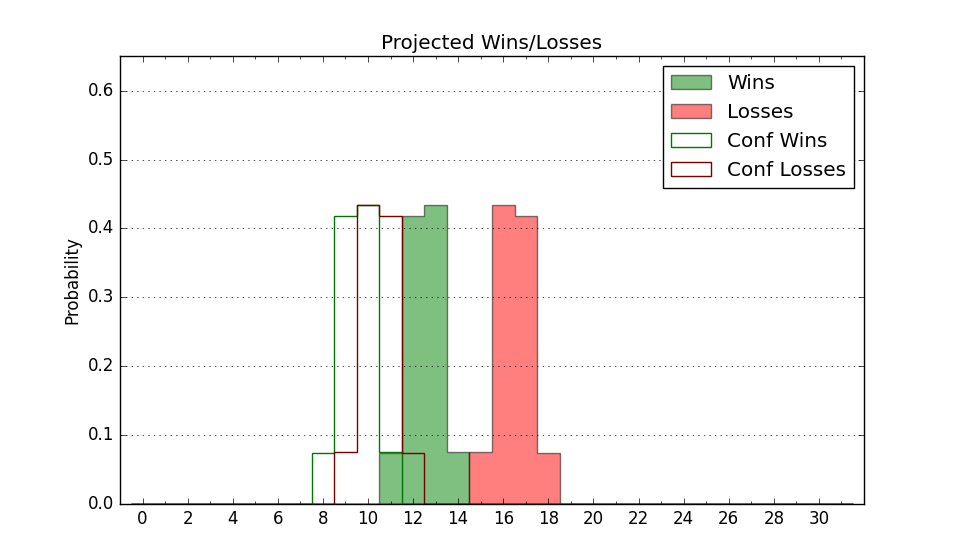 Projected Wins/Losses
Wins
Losses
Conf Wins
Conf Losses
Probability
0.6
0.5
0.4
0.3
0.2
0.1
0.0
0 2 4 6 8 10 12 14 16 18 20 22 24 26 28 30